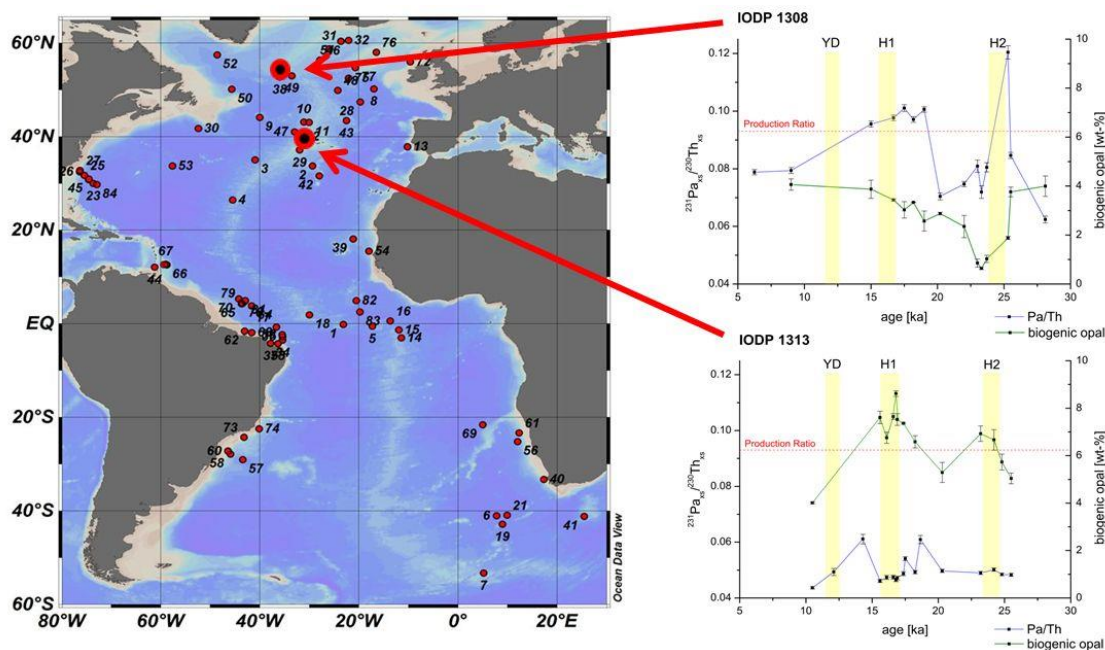 IODP 1308
YD H1 H2
0.12
0.10
0.08
0.06
0.04
10
9
8
7
6
5
4
3
2
1
0
Production Ratio
²³¹Paₓₛ/²³⁰Thₓₛ
biogenic opal [wt-%]
5 10 15 20 25 30
age [ka]
Pa/Th
biogenic opal
IODP 1313
YD H1 H2
0.12
0.10
0.08
0.06
0.04
10
8
6
4
2
0
Production Ratio
²³¹Paₓₛ/²³⁰Thₓₛ
biogenic opal [wt-%]
5 10 15 20 25 30
age [ka]
Pa/Th
biogenic opal
60°N
40°N
20°N
EQ
20°S
40°S
60°S
80°W 60°W 40°W 20°W 0° 20°E
Ocean Data View
31 32 76
52
72
38 49
50
8
28
43
30
9
47
10
11
13
27
25
26
45
23 84
53
3
29
2
42
4
39
54
67
66
44
79
70
82
83
16
18
1
5
15
14
62
73 74
60
58
57
69
61
56
40
6
21
19
41
7